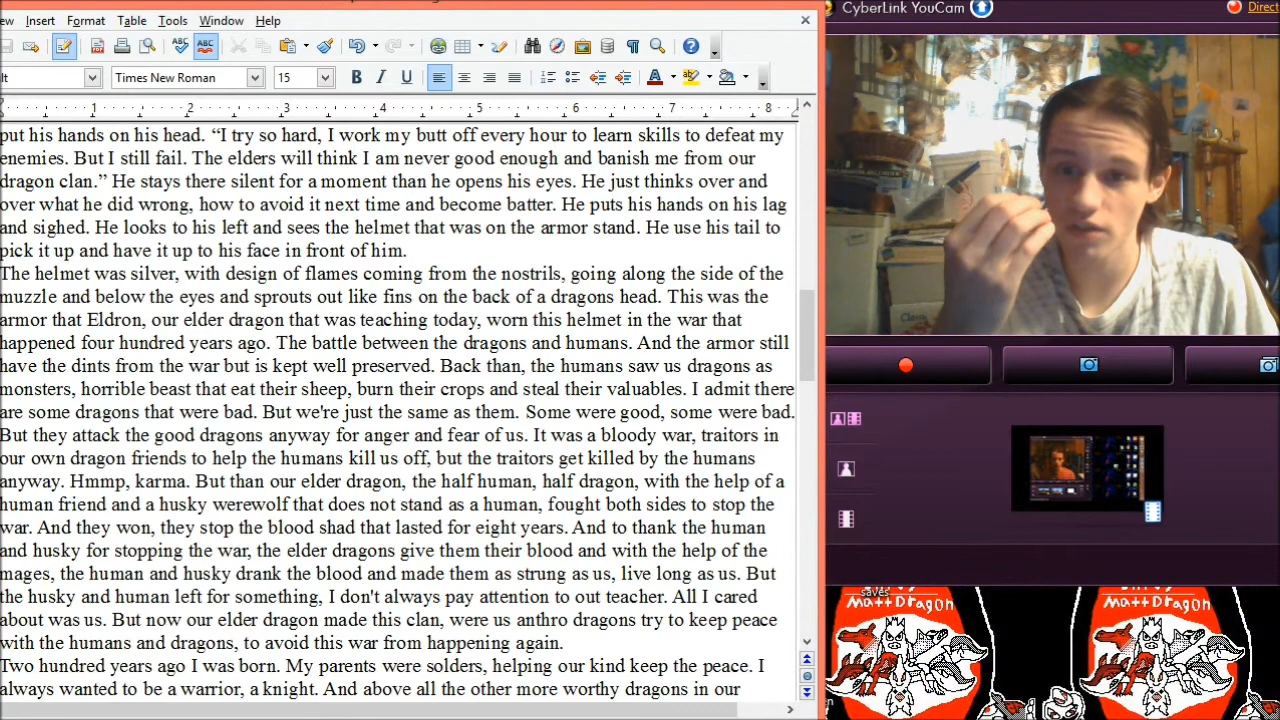 ew Insert Format Table Tools Window Help
lt Times New Roman 15
1 2 3 4 5 6 7 8
put his hands on his head. “I try so hard, I work my butt off every hour to learn skills to defeat my
enemies. But I still fail. The elders will think I am never good enough and banish me from our
dragon clan.” He stays there silent for a moment than he opens his eyes. He just thinks over and
over what he did wrong, how to avoid it next time and become batter. He puts his hands on his lag
and sighed. He looks to his left and sees the helmet that was on the armor stand. He use his tail to
pick it up and have it up to his face in front of him.
The helmet was silver, with design of flames coming from the nostrils, going along the side of the
muzzle and below the eyes and sprouts out like fins on the back of a dragons head. This was the
armor that Eldron, our elder dragon that was teaching today, worn this helmet in the war that
happened four hundred years ago. The battle between the dragons and humans. And the armor still
have the dints from the war but is kept well preserved. Back than, the humans saw us dragons as
monsters, horrible beast that eat their sheep, burn their crops and steal their valuables. I admit there
are some dragons that were bad. But we're just the same as them. Some were good, some were bad.
But they attack the good dragons anyway for anger and fear of us. It was a bloody war, traitors in
our own dragon friends to help the humans kill us off, but the traitors get killed by the humans
anyway. Hmmp, karma. But than our elder dragon, the half human, half dragon, with the help of a
human friend and a husky werewolf that does not stand as a human, fought both sides to stop the
war. And they won, they stop the blood shad that lasted for eight years. And to thank the human
and husky for stopping the war, the elder dragons give them their blood and with the help of the
mages, the human and husky drank the blood and made them as strung as us, live long as us. But
the husky and human left for something, I don't always pay attention to out teacher. All I cared
about was us. But now our elder dragon made this clan, were us anthro dragons try to keep peace
with the humans and dragons, to avoid this war from happening again.
Two hundred years ago I was born. My parents were solders, helping our kind keep the peace. I
always wanted to be a warrior, a knight. And above all the other more worthy dragons in our
CyberLink YouCam
Direct
saves
MattDragon
MattDragon